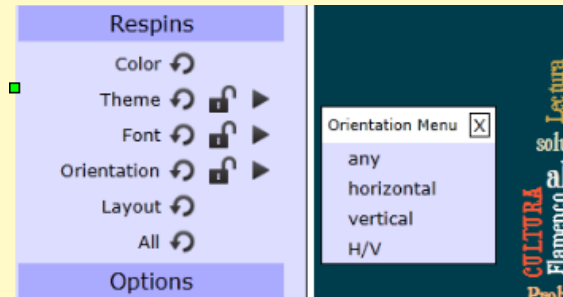 Respins
Color
Theme
Font
Orientation
Layout
All
Options
Orientation Menu X
any
horizontal
vertical
H/V
Lectura
CULTURA
Flamenco